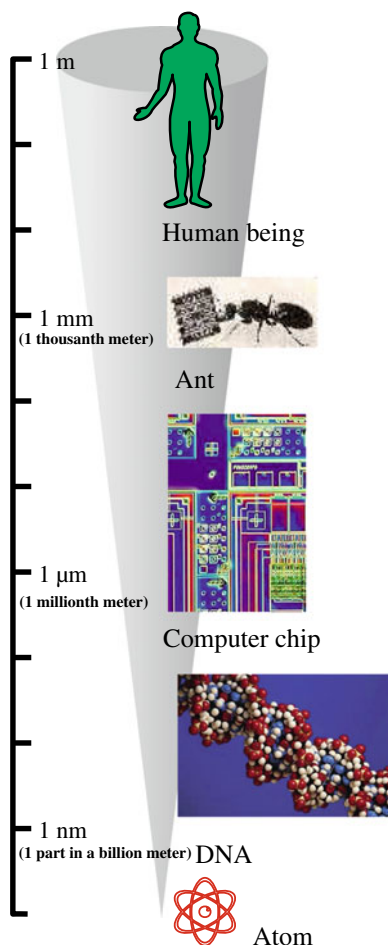 1 m
Human being
1 mm
(1 thousanth meter)
Ant
1 µm
(1 millionth meter)
Computer chip
1 nm
(1 part in a billion meter)
DNA
Atom